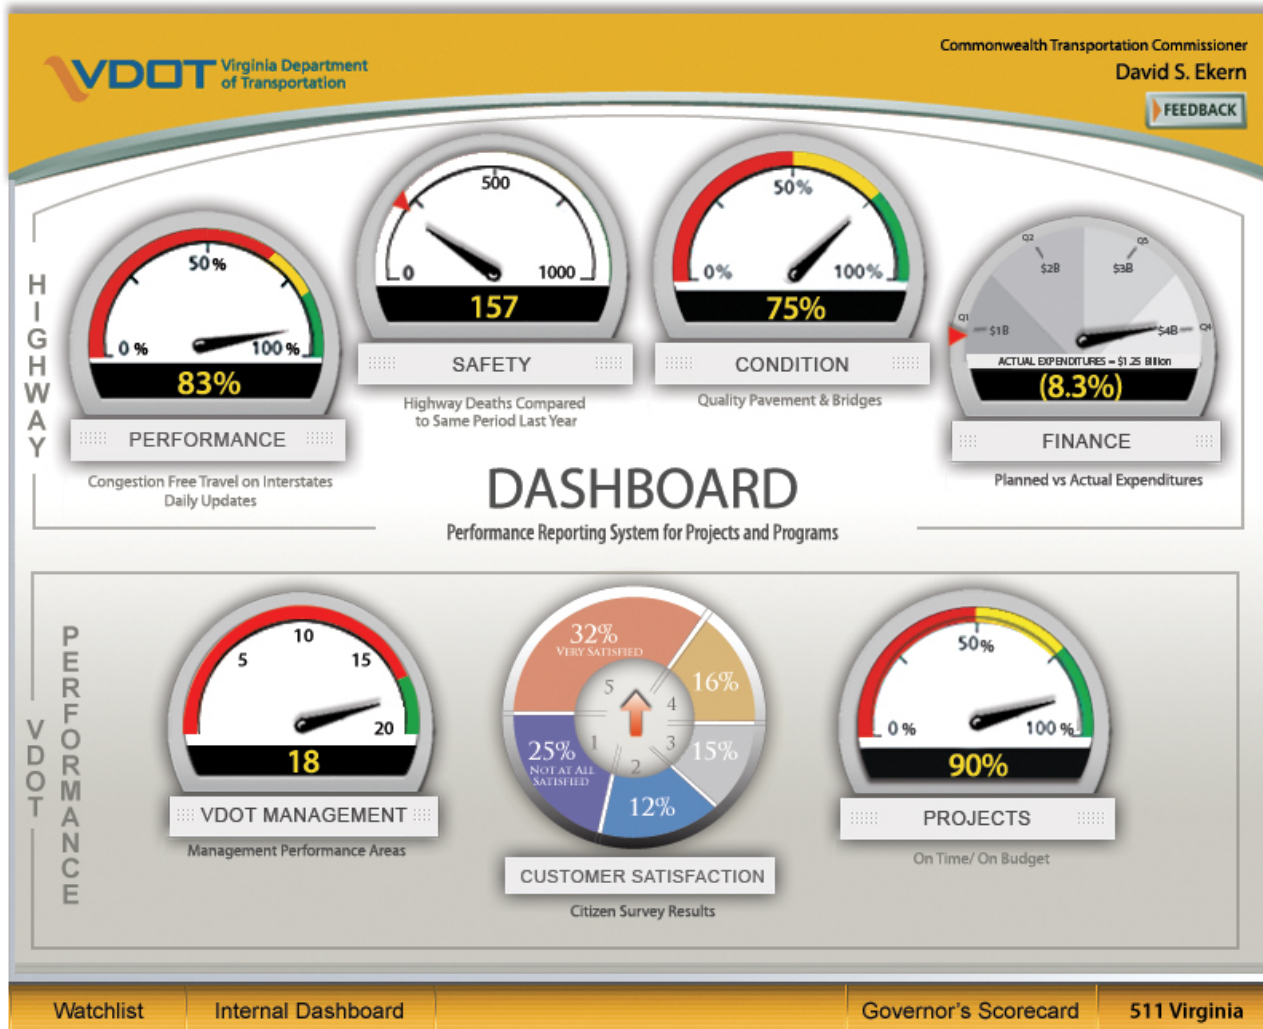 VDOT Virginia Department
of Transportation
Commonwealth Transportation Commissioner
David S. Ekern
FEEDBACK
HIGHWAY
50%
0 %
100 %
83%
PERFORMANCE
Congestion Free Travel on Interstates
Daily Updates
500
0
1000
157
SAFETY
Highway Deaths Compared
to Same Period Last Year
50%
0%
100%
75%
CONDITION
Quality Pavement & Bridges
Q2
Q3
$2B
$3B
Q1
$1B
$4B
Q4
ACTUAL EXPENDITURES = $1.25 Billion
(8.3%)
FINANCE
Planned vs Actual Expenditures
DASHBOARD
Performance Reporting System for Projects and Programs
VDOT
PERFORMANCE
10
5
15
20
18
VDOT MANAGEMENT
Management Performance Areas
32%
VERY SATISFIED
16%
5
4
25%
NOT AT ALL
SATISFIED
1
3
15%
2
12%
CUSTOMER SATISFACTION
Citizen Survey Results
50%
0%
100%
90%
PROJECTS
On Time/ On Budget
Watchlist
Internal Dashboard
Governor's Scorecard
511 Virginia